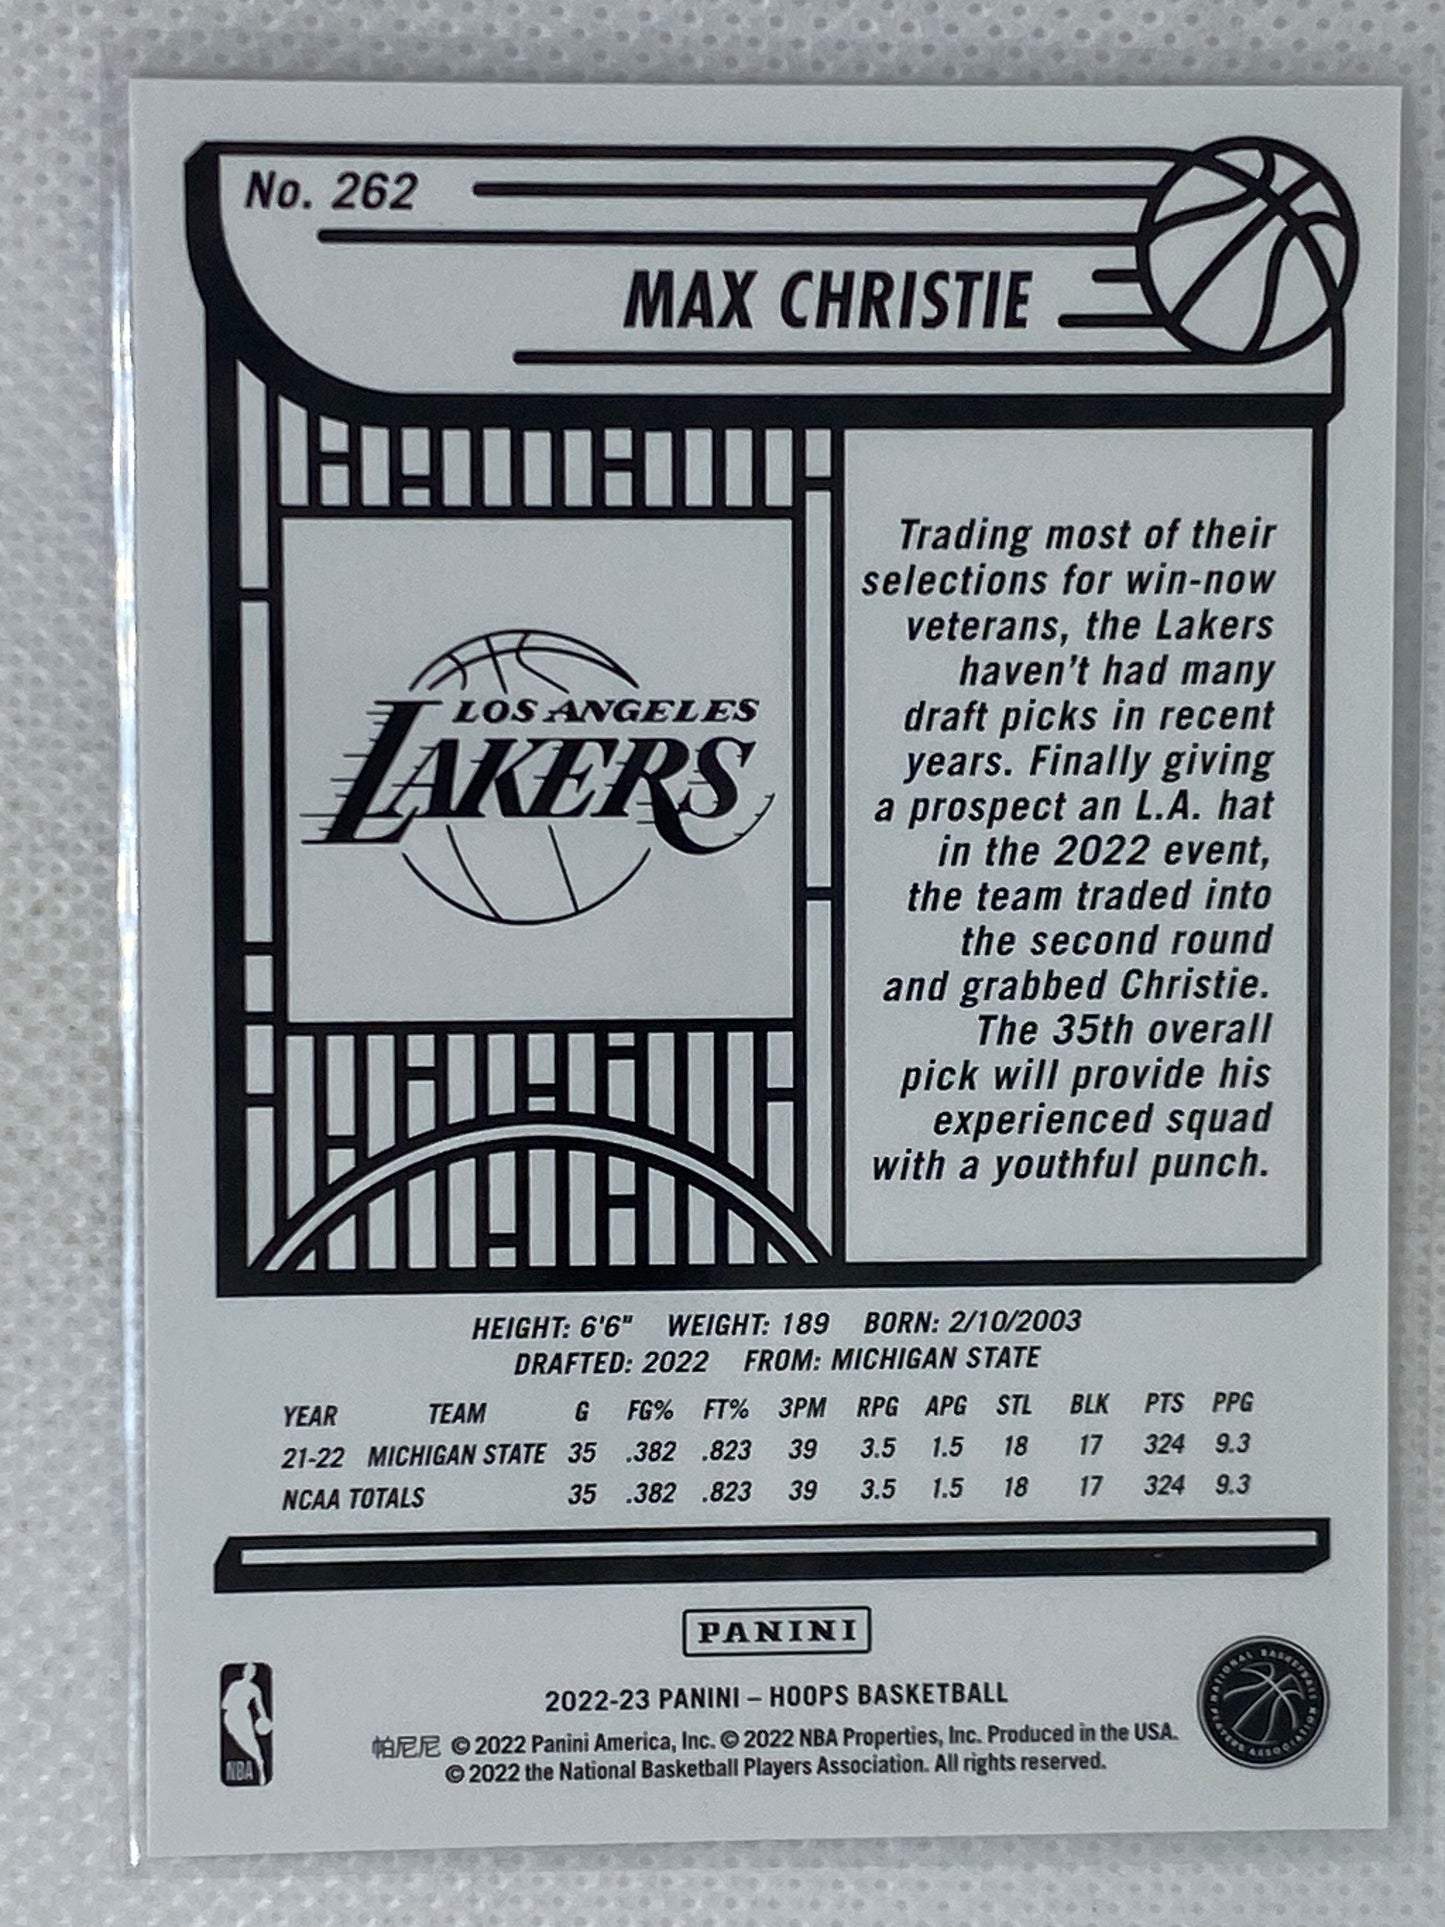 No. 262
MAX CHRISTIE
LOS ANGELES
LAKERS
Trading most of their
selections for win-now
veterans, the Lakers
haven't had many
draft picks in recent
years. Finally giving
a prospect an L.A. hat
in the 2022 event,
the team traded into
the second round
and grabbed Christie.
The 35th overall
pick will provide his
experienced squad
with a youthful punch.
HEIGHT: 6'6" WEIGHT: 189 BORN: 2/10/2003
DRAFTED: 2022 FROM: MICHIGAN STATE
YEAR TEAM G FG% FT% 3PM RPG APG STL BLK PTS PPG
21-22 MICHIGAN STATE 35 .382 .823 39 3.5 1.5 18 17 324 9.3
NCAA TOTALS 35 .382 .823 39 3.5 1.5 18 17 324 9.3
PANINI
2022-23 PANINI – HOOPS BASKETBALL
帕尼尼 © 2022 Panini America, Inc. © 2022 NBA Properties, Inc. Produced in the USA.
© 2022 the National Basketball Players Association. All rights reserved.
NBA
NATIONAL BASKETBALL
PLAYERS ASSOCIATION